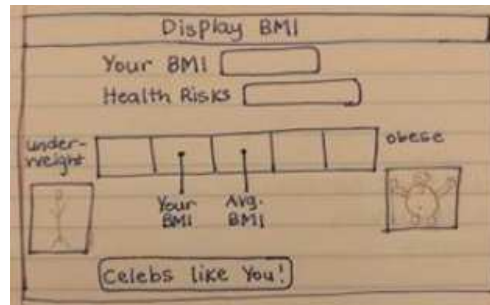 Display BMI
Your BMI
Health Risks
under-
weight
obese
Your
BMI
Avg.
BMI
Celebs like You!